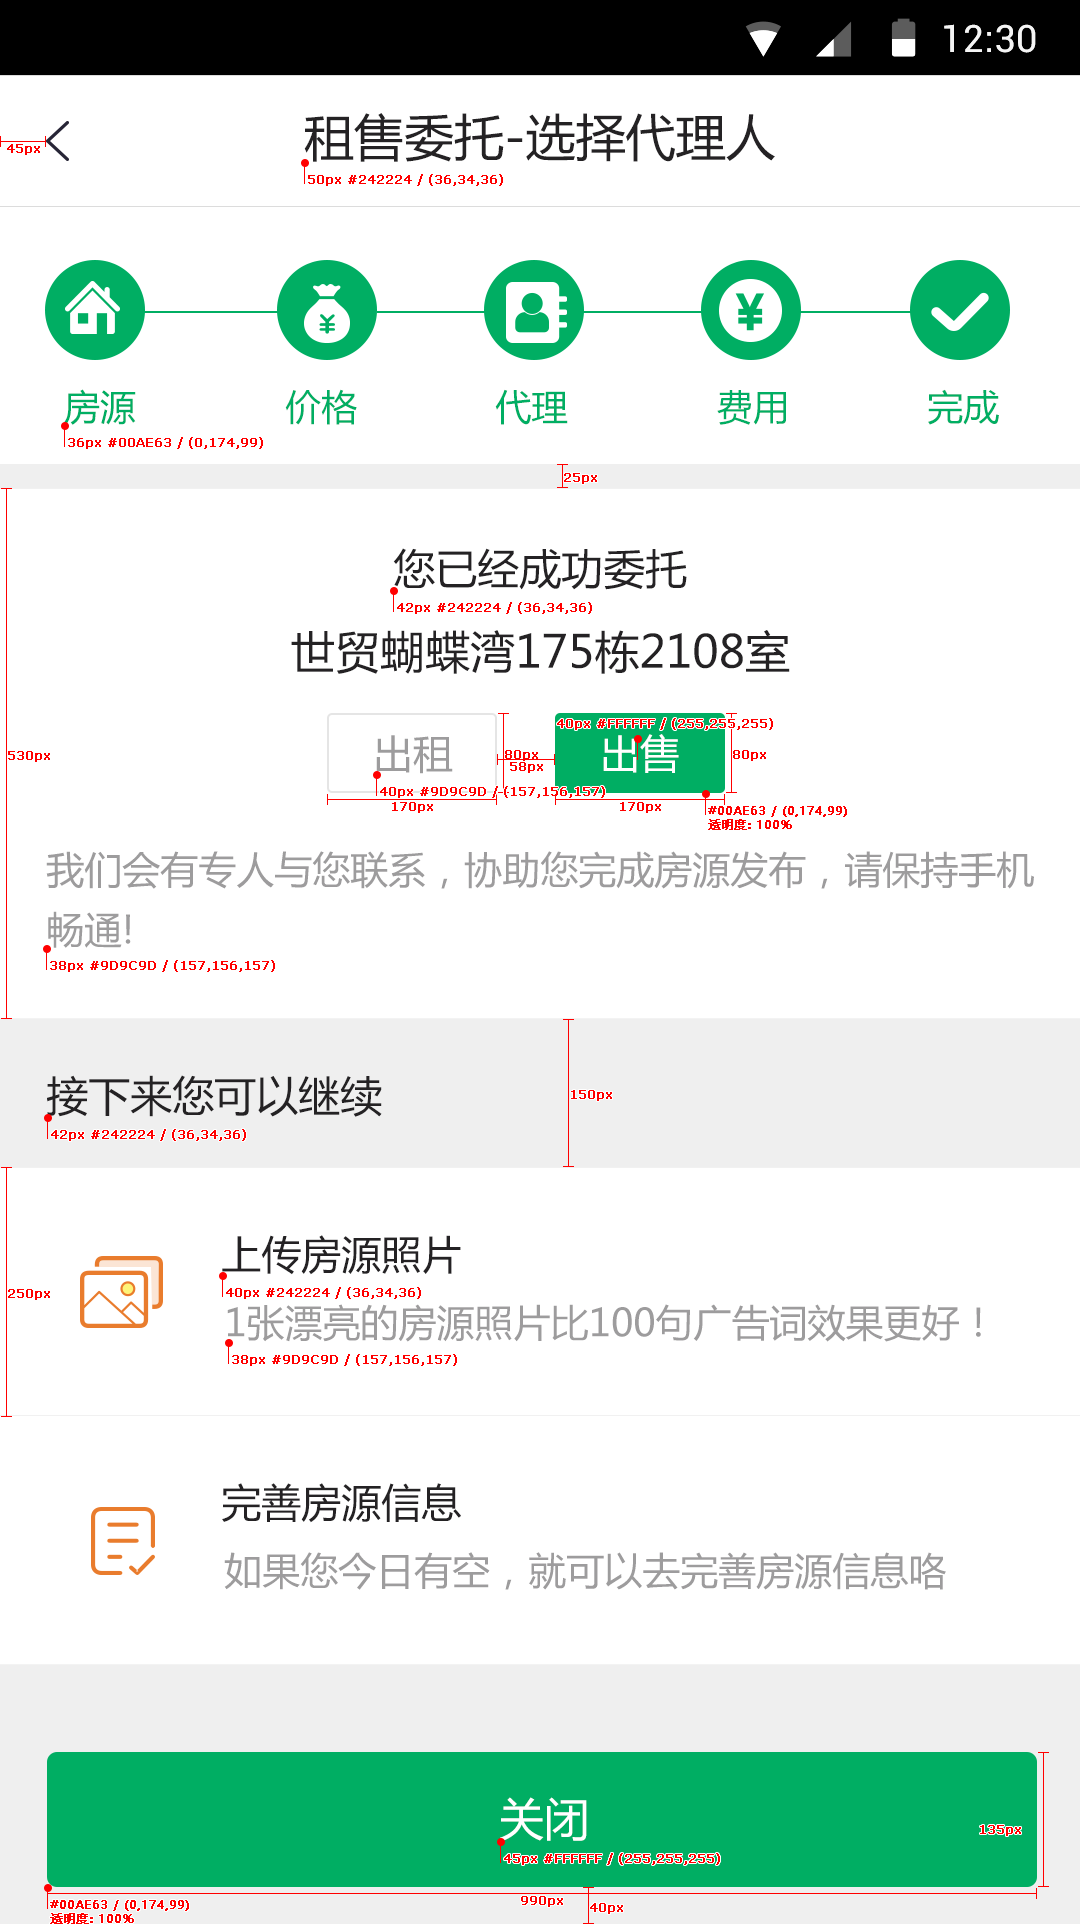 12:30
租售委托-选择代理人
45px
50px #242224 / (36,34,36)
房源 价格 代理 费用 完成
36px #00AE63 / (0,174,99)
25px
您已经成功委托
42px #242224 / (36,34,36)
世贸蝴蝶湾175栋2108室
530px
40px #FFFFFF / (255,255,255)
出租 出售
80px
58px
80px
40px #9D9C9D / (157,156,157)
170px
170px
#00AE63 / (0,174,99)
透明度: 100%
我们会有专人与您联系，协助您完成房源发布，请保持手机
畅通!
38px #9D9C9D / (157,156,157)
接下来您可以继续
150px
42px #242224 / (36,34,36)
上传房源照片
250px
40px #242224 / (36,34,36)
1张漂亮的房源照片比100句广告词效果更好！
38px #9D9C9D / (157,156,157)
完善房源信息
如果您今日有空，就可以去完善房源信息咯
关闭
135px
45px #FFFFFF / (255,255,255)
#00AE63 / (0,174,99)
透明度: 100%
990px
40px